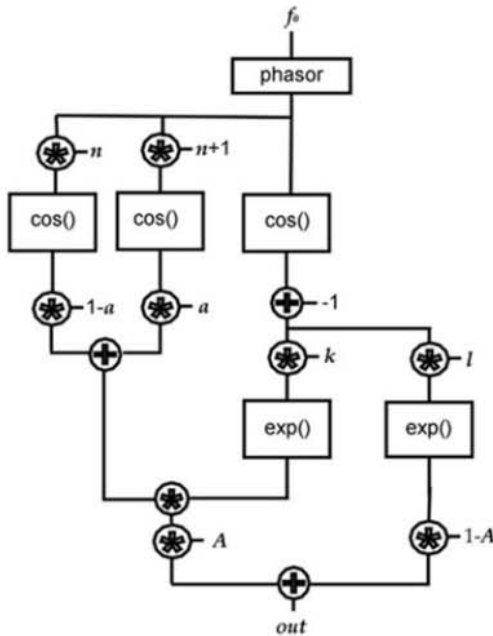 f₀
phasor
n
n+1
cos()
cos()
cos()
1-a
a
-1
k
l
exp()
exp()
A
1-A
out